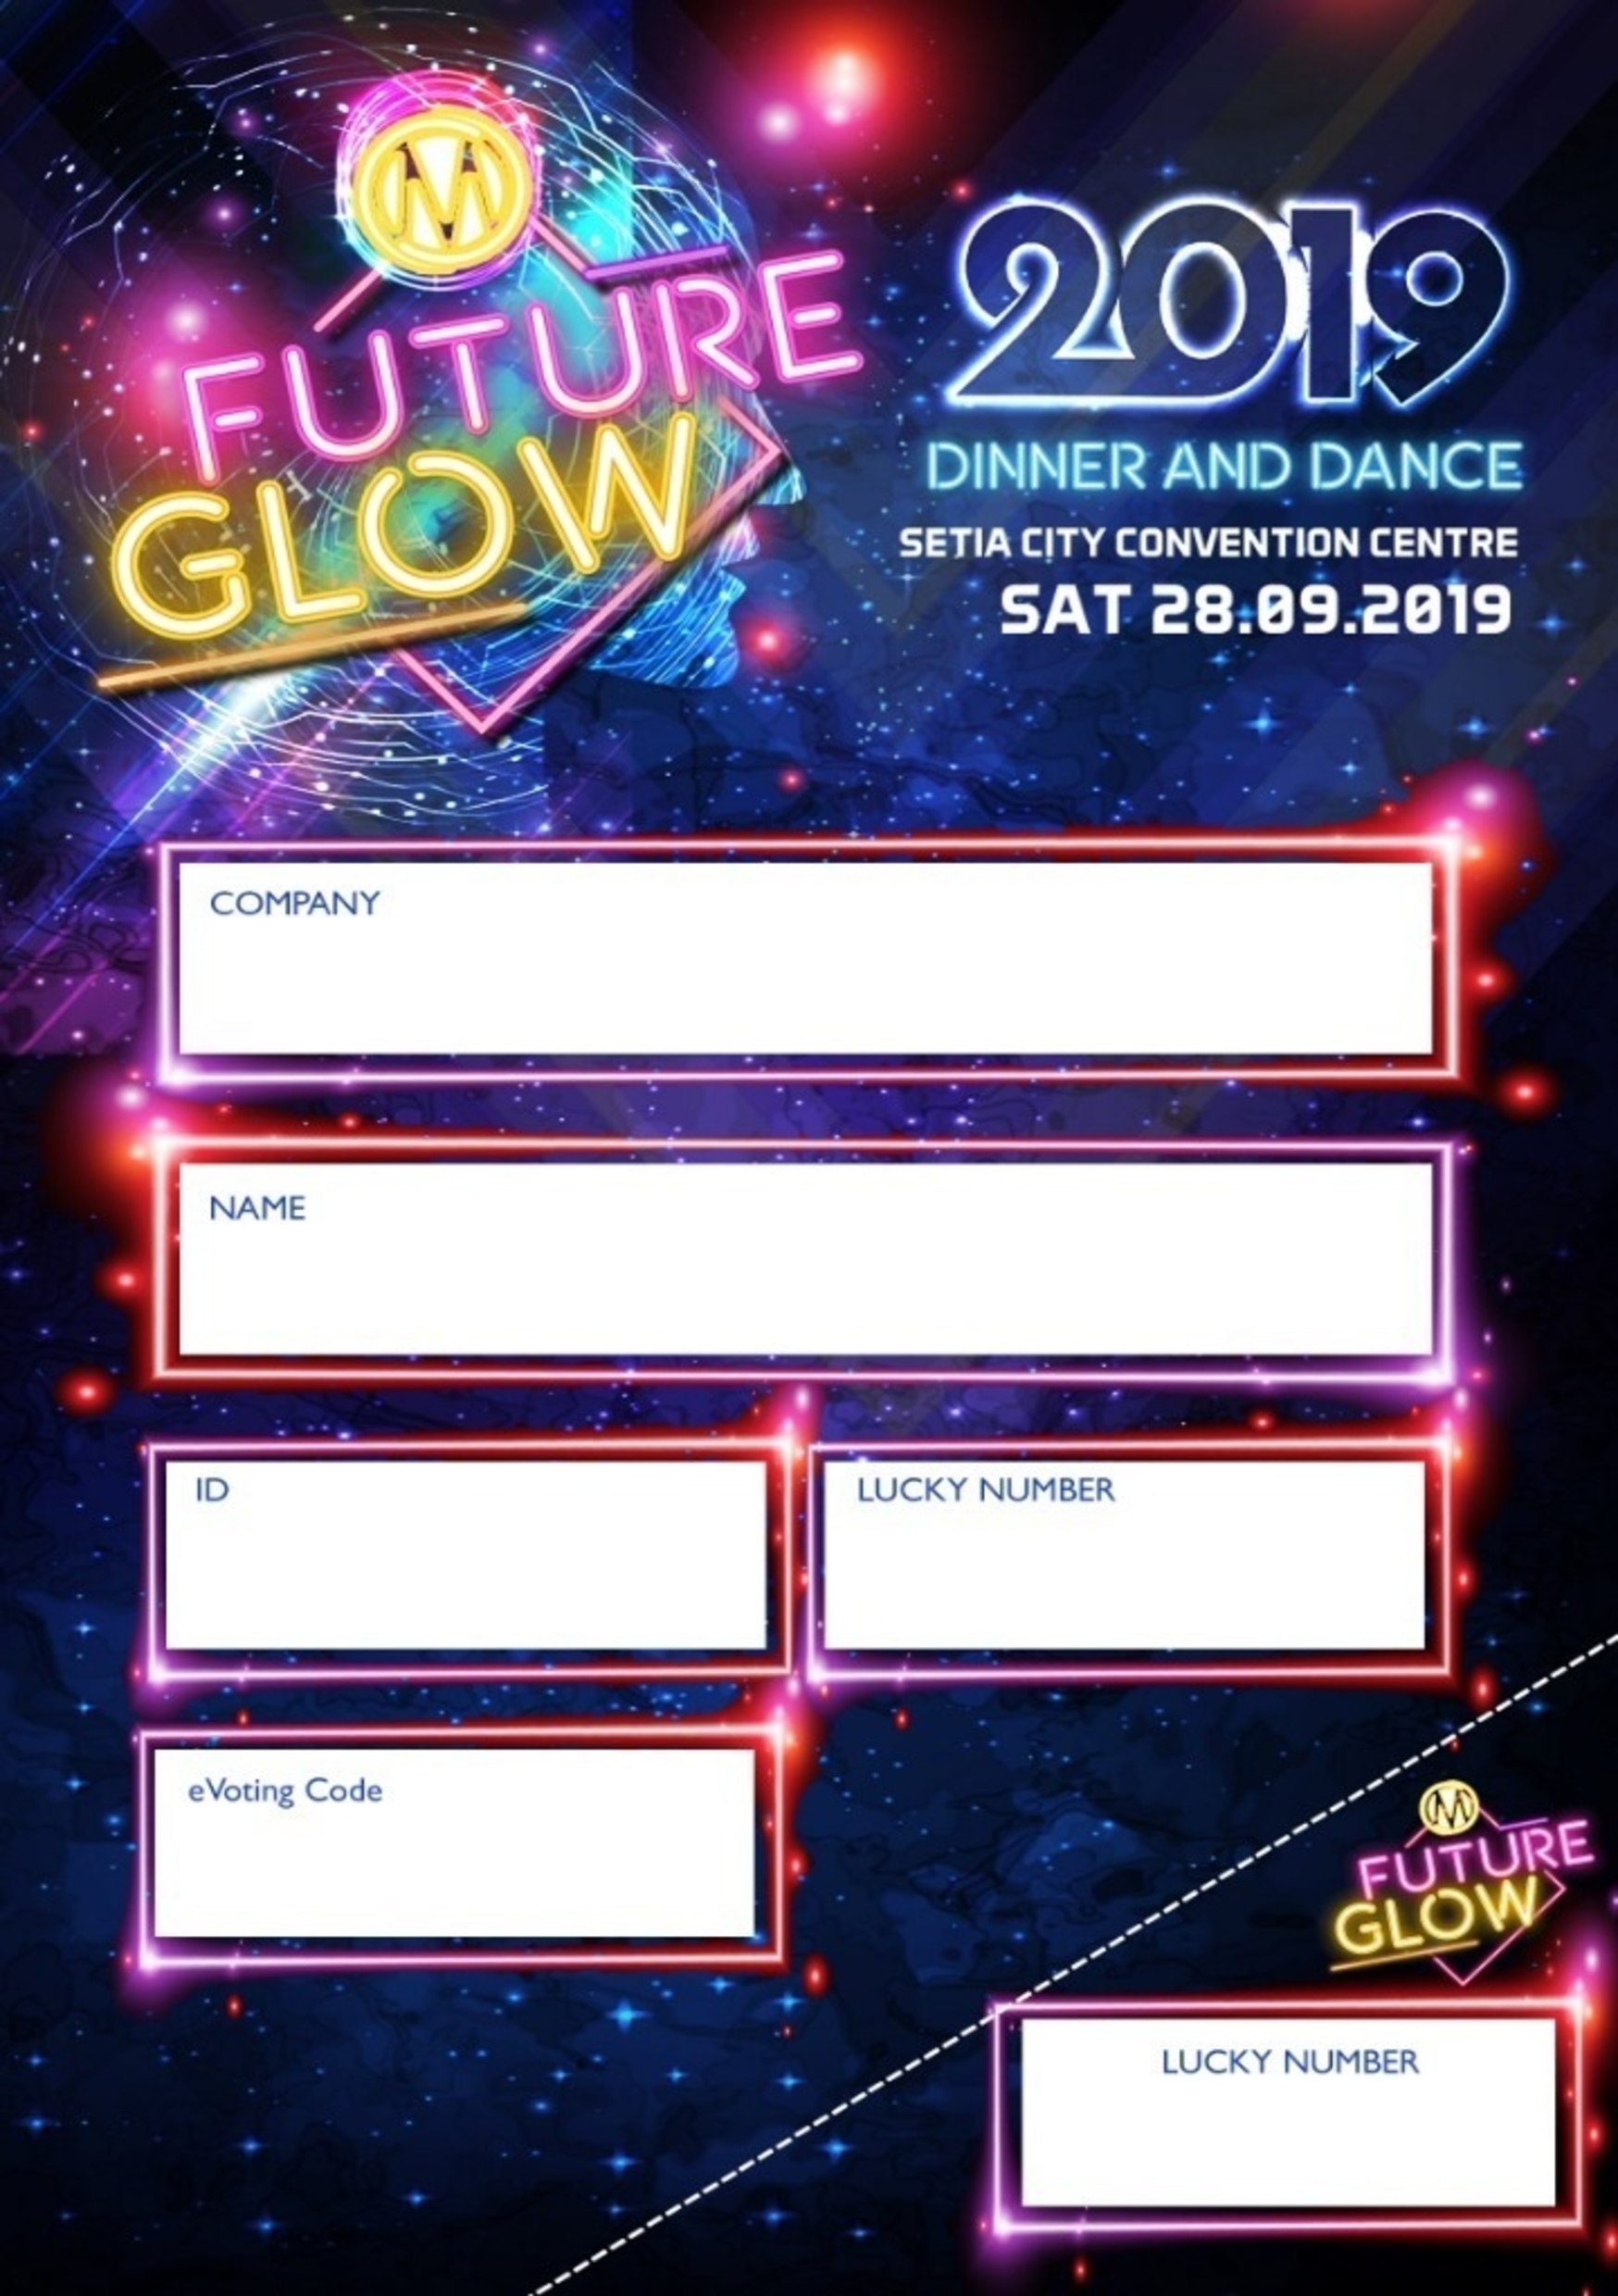 M
FUTURE
GLOW
2019
DINNER AND DANCE
SETIA CITY CONVENTION CENTRE
SAT 28.09.2019
COMPANY
NAME
ID
LUCKY NUMBER
eVoting Code
M
FUTURE
GLOW
LUCKY NUMBER